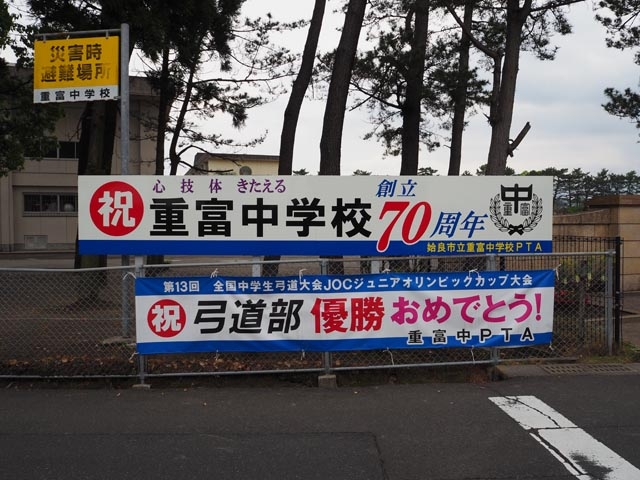 災害時
避難場所
重富中学校
心 技 体 きたえる
祝 重富中学校 創立70周年
中
重富
姶良市立重富中学校PTA
第13回 全国中学生弓道大会JOCジュニアオリンピックカップ大会
祝 弓道部 優勝 おめでとう!
重富中PTA